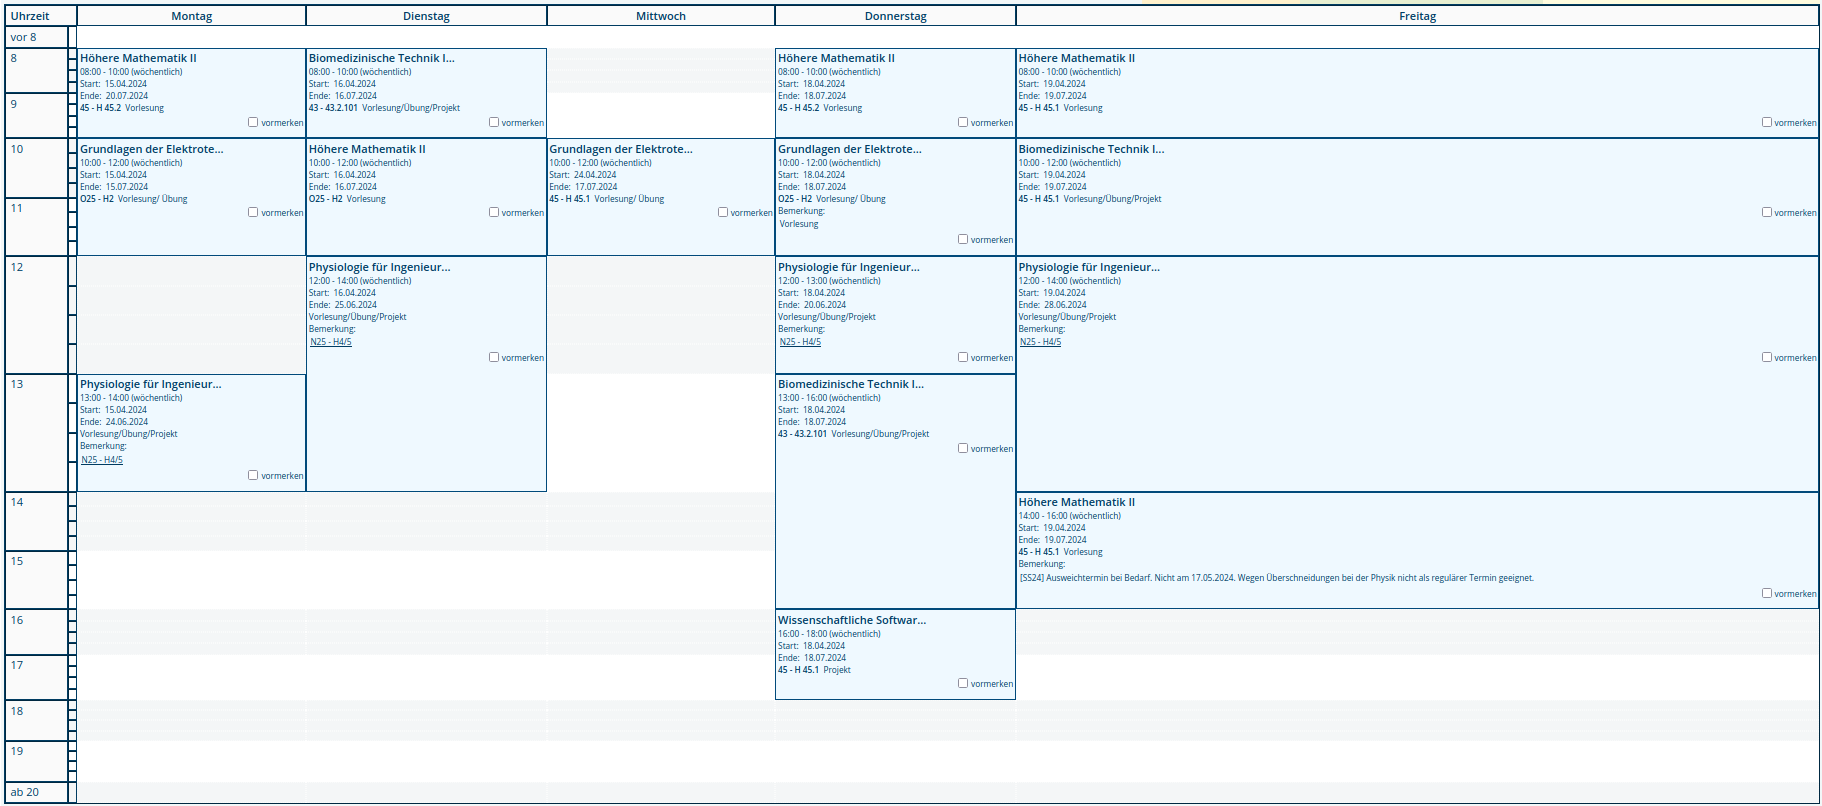 Uhrzeit Montag Dienstag Mittwoch Donnerstag Freitag
vor 8
8
9
10
11
12
13
14
15
16
17
18
19
ab 20
Höhere Mathematik II
08:00 - 10:00 (wöchentlich)
Start: 15.04.2024
Ende: 20.07.2024
45 - H 45.2 Vorlesung
vormerken
Grundlagen der Elektrote...
10:00 - 12:00 (wöchentlich)
Start: 15.04.2024
Ende: 15.07.2024
O25 - H2 Vorlesung/ Übung
vormerken
Physiologie für Ingenieur...
13:00 - 14:00 (wöchentlich)
Start: 15.04.2024
Ende: 24.06.2024
Vorlesung/Übung/Projekt
Bemerkung:
N25 - H4/5
vormerken
Biomedizinische Technik I...
08:00 - 10:00 (wöchentlich)
Start: 16.04.2024
Ende: 16.07.2024
43 - 43.2.101 Vorlesung/Übung/Projekt
vormerken
Höhere Mathematik II
10:00 - 12:00 (wöchentlich)
Start: 16.04.2024
Ende: 16.07.2024
O25 - H2 Vorlesung
vormerken
Physiologie für Ingenieur...
12:00 - 14:00 (wöchentlich)
Start: 16.04.2024
Ende: 25.06.2024
Vorlesung/Übung/Projekt
Bemerkung:
N25 - H4/5
vormerken
Grundlagen der Elektrote...
10:00 - 12:00 (wöchentlich)
Start: 24.04.2024
Ende: 17.07.2024
45 - H 45.1 Vorlesung/ Übung
vormerken
Höhere Mathematik II
08:00 - 10:00 (wöchentlich)
Start: 18.04.2024
Ende: 18.07.2024
45 - H 45.2 Vorlesung
vormerken
Grundlagen der Elektrote...
10:00 - 12:00 (wöchentlich)
Start: 18.04.2024
Ende: 18.07.2024
O25 - H2 Vorlesung/ Übung
Bemerkung:
Vorlesung
vormerken
Physiologie für Ingenieur...
12:00 - 13:00 (wöchentlich)
Start: 18.04.2024
Ende: 20.06.2024
Vorlesung/Übung/Projekt
Bemerkung:
N25 - H4/5
vormerken
Biomedizinische Technik I...
13:00 - 16:00 (wöchentlich)
Start: 18.04.2024
Ende: 18.07.2024
43 - 43.2.101 Vorlesung/Übung/Projekt
vormerken
Wissenschaftliche Softwar...
16:00 - 18:00 (wöchentlich)
Start: 18.04.2024
Ende: 18.07.2024
45 - H 45.1 Projekt
vormerken
Höhere Mathematik II
08:00 - 10:00 (wöchentlich)
Start: 19.04.2024
Ende: 19.07.2024
45 - H 45.1 Vorlesung
vormerken
Biomedizinische Technik I...
10:00 - 12:00 (wöchentlich)
Start: 19.04.2024
Ende: 19.07.2024
45 - H 45.1 Vorlesung/Übung/Projekt
vormerken
Physiologie für Ingenieur...
12:00 - 14:00 (wöchentlich)
Start: 19.04.2024
Ende: 28.06.2024
Vorlesung/Übung/Projekt
Bemerkung:
N25 - H4/5
vormerken
Höhere Mathematik II
14:00 - 16:00 (wöchentlich)
Start: 19.04.2024
Ende: 19.07.2024
45 - H 45.1 Vorlesung
Bemerkung:
[SS24] Ausweichtermin bei Bedarf. Nicht am 17.05.2024. Wegen Überschneidungen bei der Physik nicht als regulärer Termin geeignet.
vormerken